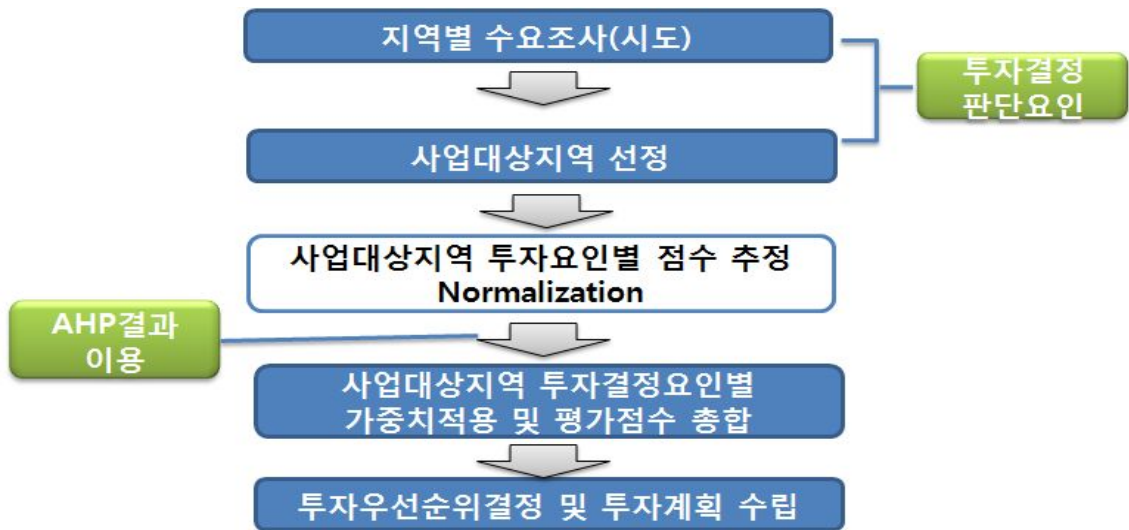 지역별 수요조사(시도)
투자결정
판단요인
사업대상지역 선정
사업대상지역 투자요인별 점수 추정
Normalization
AHP결과
이용
사업대상지역 투자결정요인별
가중치적용 및 평가점수 총합
투자우선순위결정 및 투자계획 수립